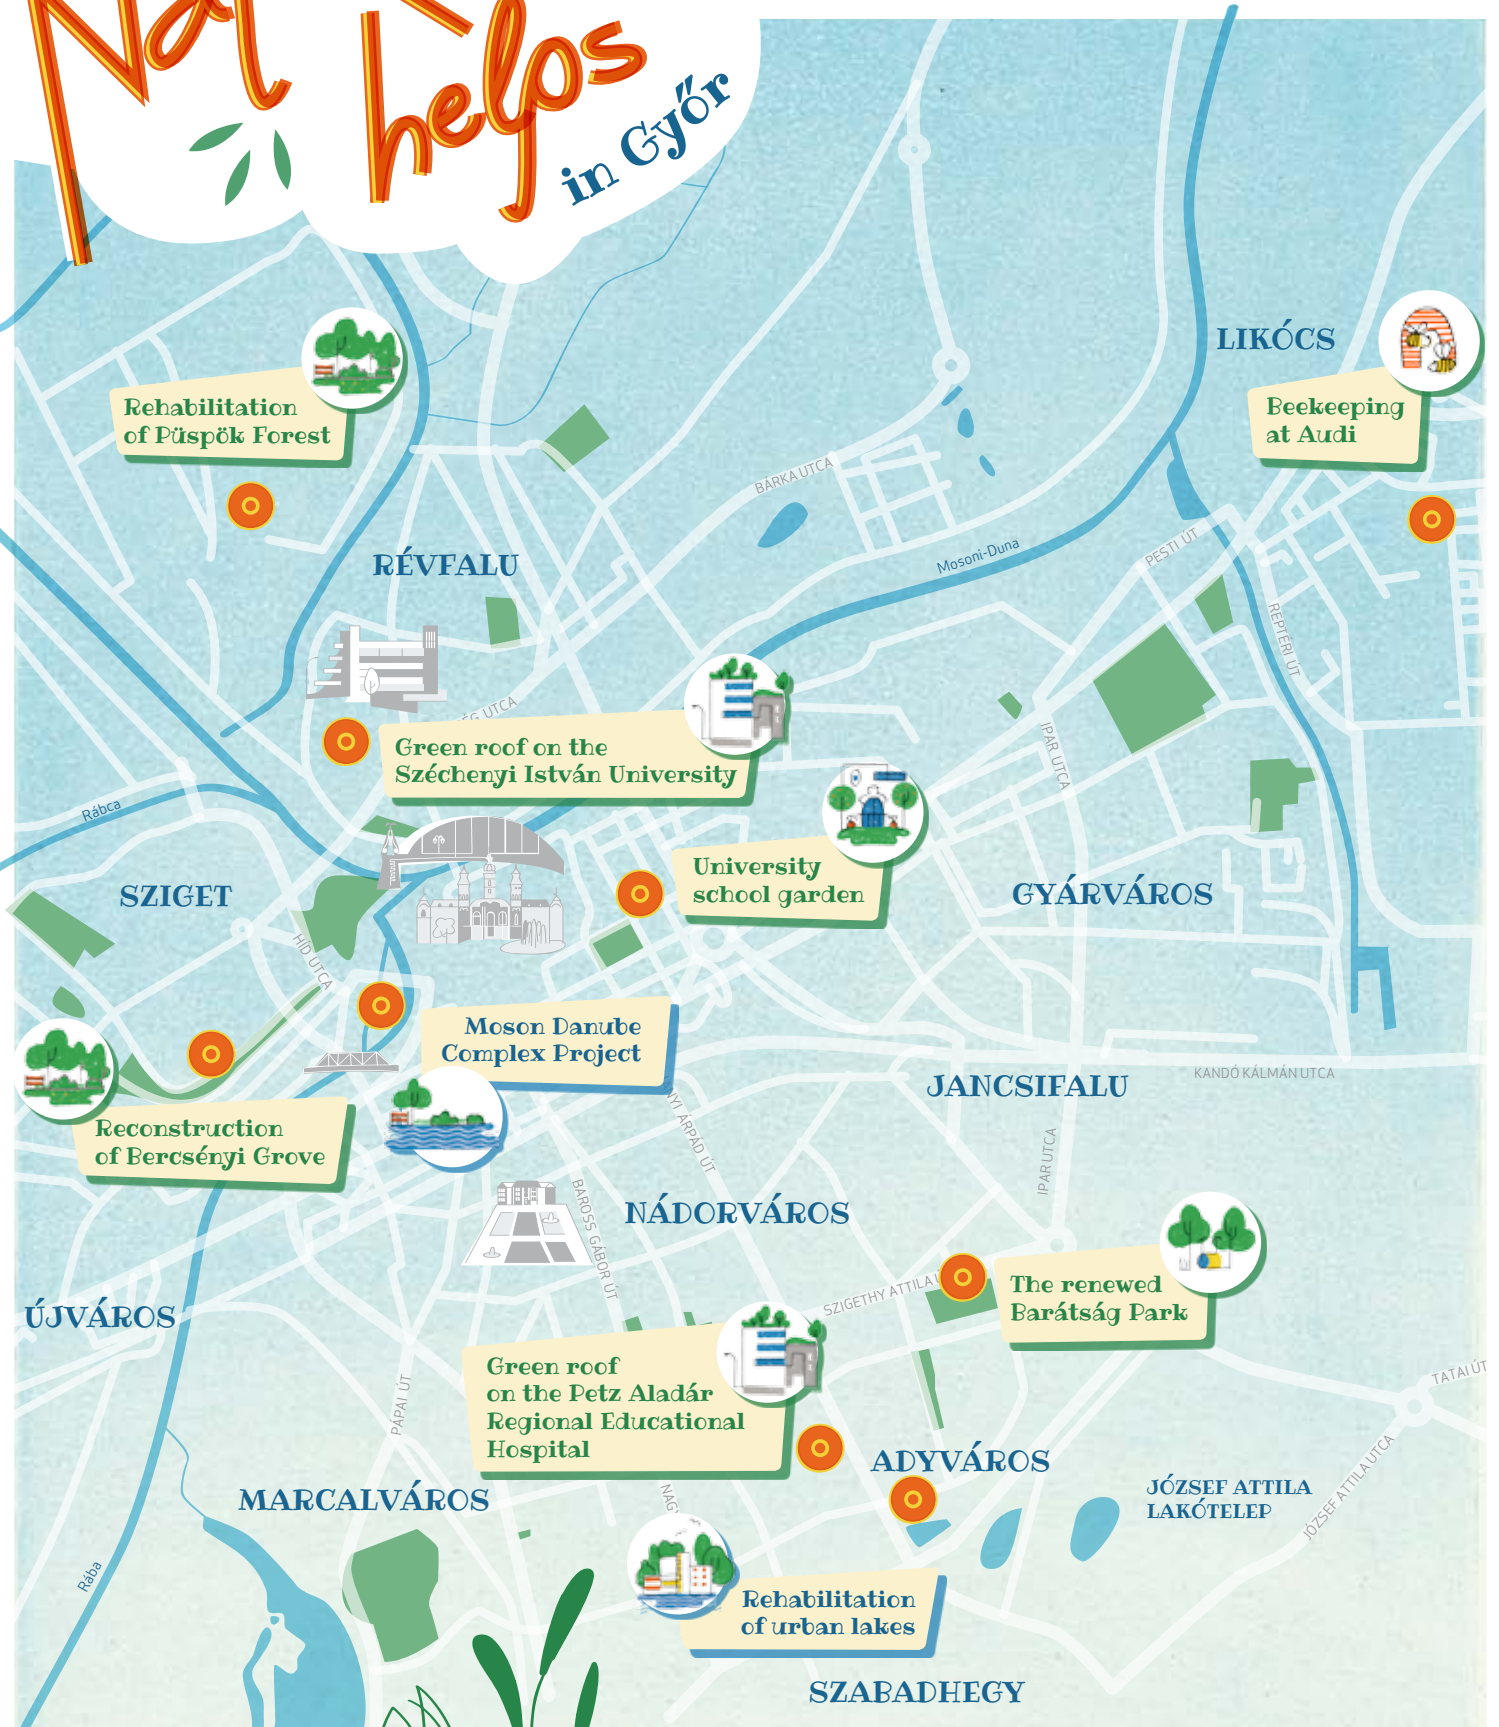 helps
in Győr
LIKÓCS
Beekeeping
at Audi
Rehabilitation
of Püspök Forest
BÁRKA UTCA
Mosoni-Duna
PESTI ÚT
RÉVFALU
REPTÉRI ÚT
UTCA
Green roof on the
Széchenyi István University
IPAR UTCA
Rábca
University
school garden
SZIGET
GYÁRVÁROS
HÍD UTCA
Moson Danube
Complex Project
KANDÓ KÁLMÁN UTCA
JANCSIFALU
Reconstruction
of Bercsényi Grove
ÁRPÁD ÚT
IPAR UTCA
BAROSS GÁBOR ÚT
NÁDORVÁROS
The renewed
Barátság Park
SZIGETHY ATTILA
ÚJVÁROS
Green roof
on the Petz Aladár
Regional Educational
Hospital
TATAI ÚT
PÁPAI ÚT
ADYVÁROS
JÓZSEF ATTILA
LAKÓTELEP
JÓZSEF ATTILA UTCA
MARCALVÁROS
Rába
Rehabilitation
of urban lakes
SZABADHEGY